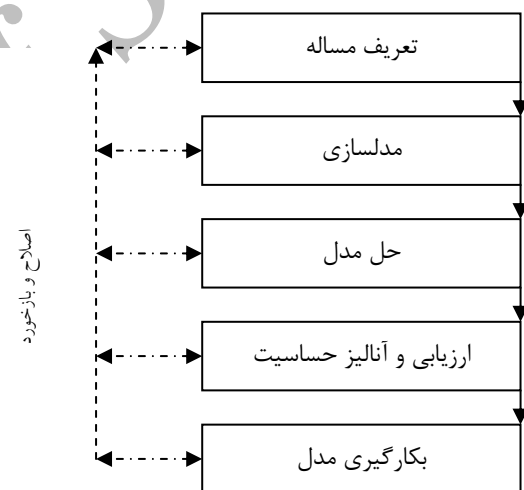 تعریف مساله
مدلسازی
حل مدل
ارزیابی و آنالیز حساسیت
بکارگیری مدل
اصلاح و بازخورد